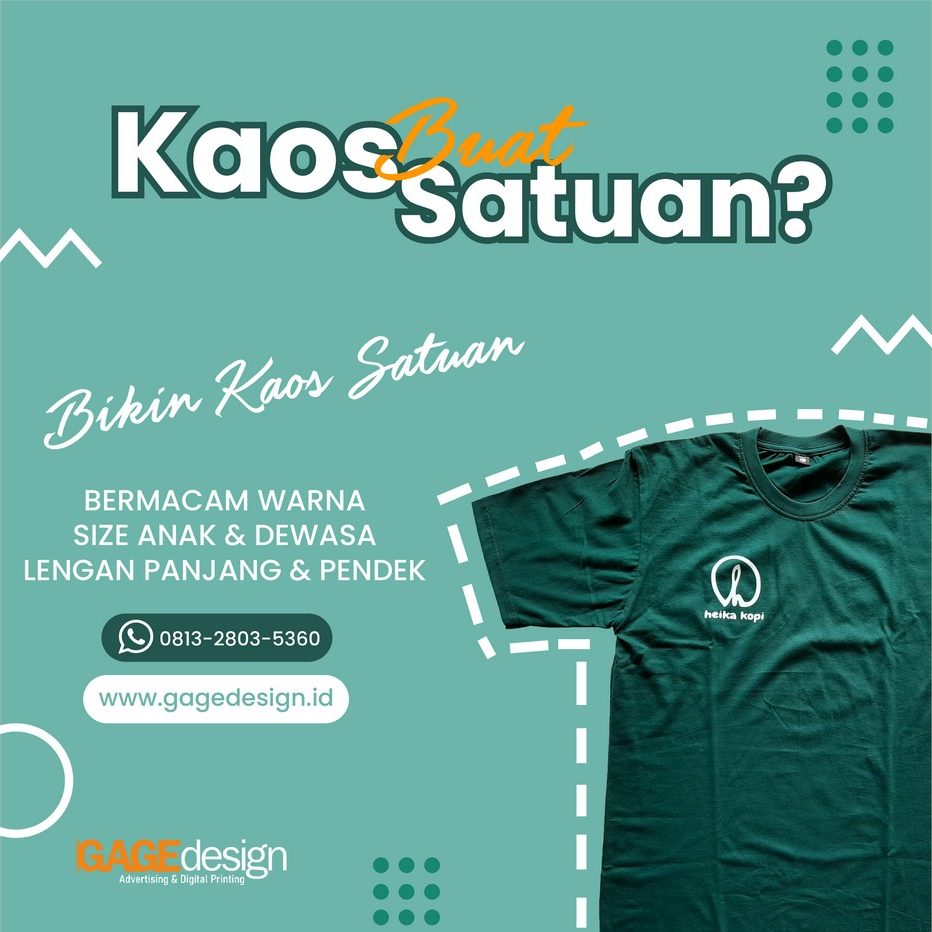 Kaos Buat
Satuan?
Bikin Kaos Satuan
BERMACAM WARNA
SIZE ANAK & DEWASA
LENGAN PANJANG & PENDEK
0813-2803-5360
www.gagedesign.id
heika kopi
GAGEdesign
Advertising & Digital Printing